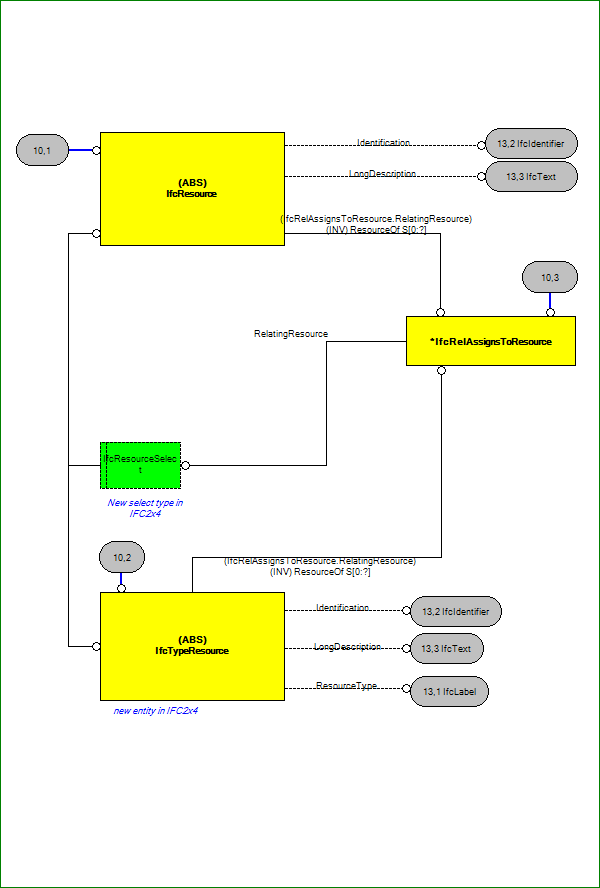 10,1
(ABS)
IfcResource
Identification
13,2 IfcIdentifier
LongDescription
13,3 IfcText
(IfcRelAssignsToResource.RelatingResource)
(INV) ResourceOf S[0:?]
10,3
RelatingResource
*IfcRelAssignsToResource
IfcResourceSelec
t
New select type in
IFC2x4
10,2
(IfcRelAssignsToResource.RelatingResource)
(INV) ResourceOf S[0:?]
(ABS)
IfcTypeResource
Identification
13,2 IfcIdentifier
LongDescription
13,3 IfcText
ResourceType
13,1 IfcLabel
new entity in IFC2x4